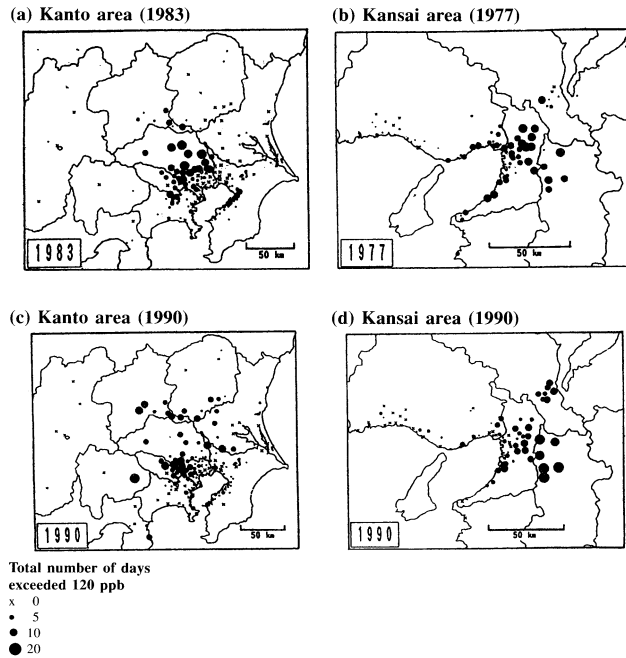 (a) Kanto area (1983)
(b) Kansai area (1977)
1983
50 km
1977
50 km
(c) Kanto area (1990)
(d) Kansai area (1990)
1990
50 km
1990
50 km
Total number of days
exceeded 120 ppb
x 0
5
10
20